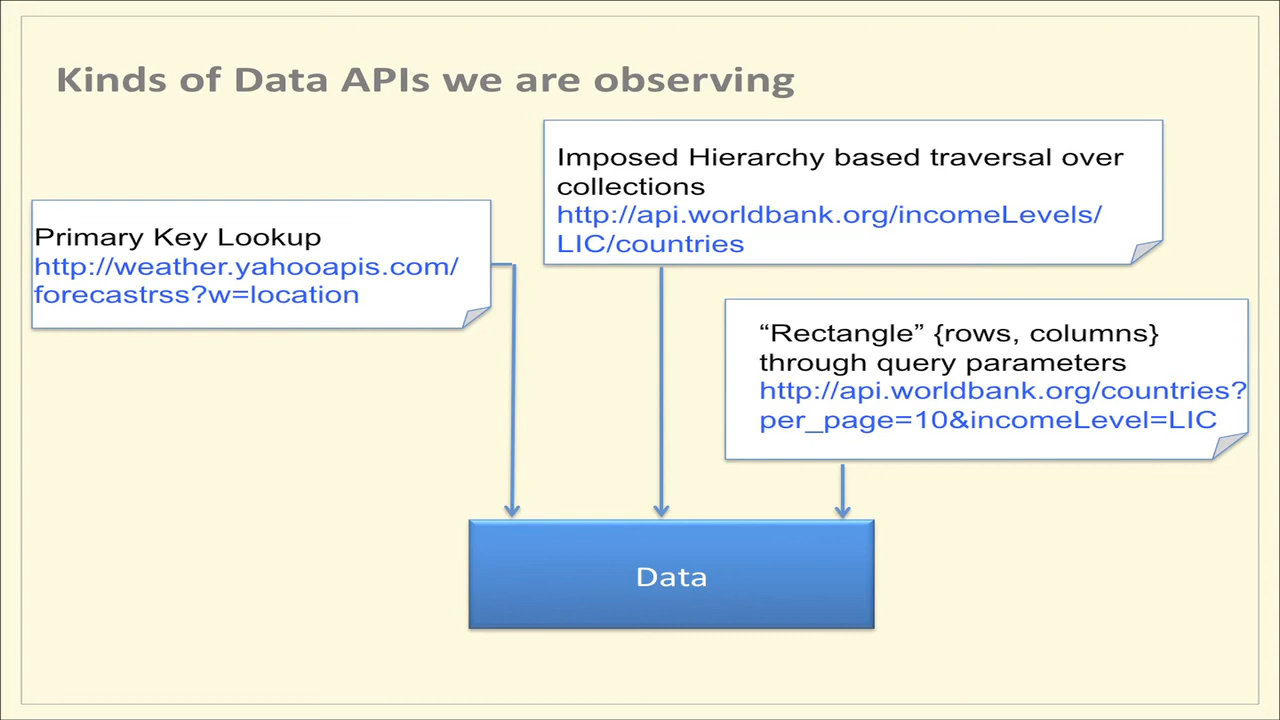 Kinds of Data APIs we are observing
Imposed Hierarchy based traversal over
collections
http://api.worldbank.org/incomeLevels/
LIC/countries
Primary Key Lookup
http://weather.yahooapis.com/
forecastrss?w=location
“Rectangle” {rows, columns}
through query parameters
http://api.worldbank.org/countries?
per_page=10&incomeLevel=LIC
Data